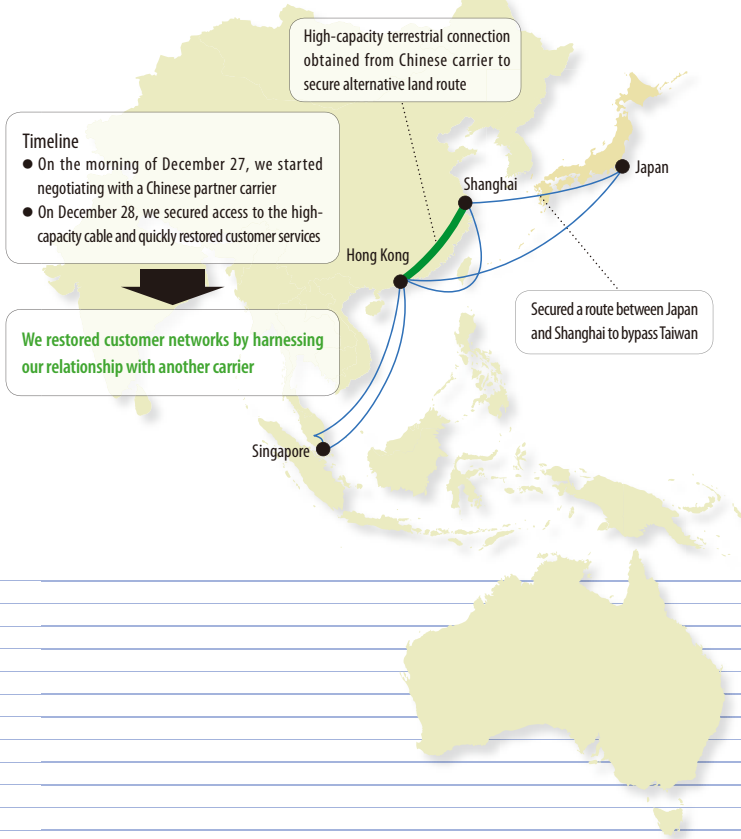 High-capacity terrestrial connection
obtained from Chinese carrier to
secure alternative land route
Timeline
● On the morning of December 27, we started
negotiating with a Chinese partner carrier
● On December 28, we secured access to the high-
capacity cable and quickly restored customer services
We restored customer networks by harnessing
our relationship with another carrier
Japan
Shanghai
Hong Kong
Secured a route between Japan
and Shanghai to bypass Taiwan
Singapore